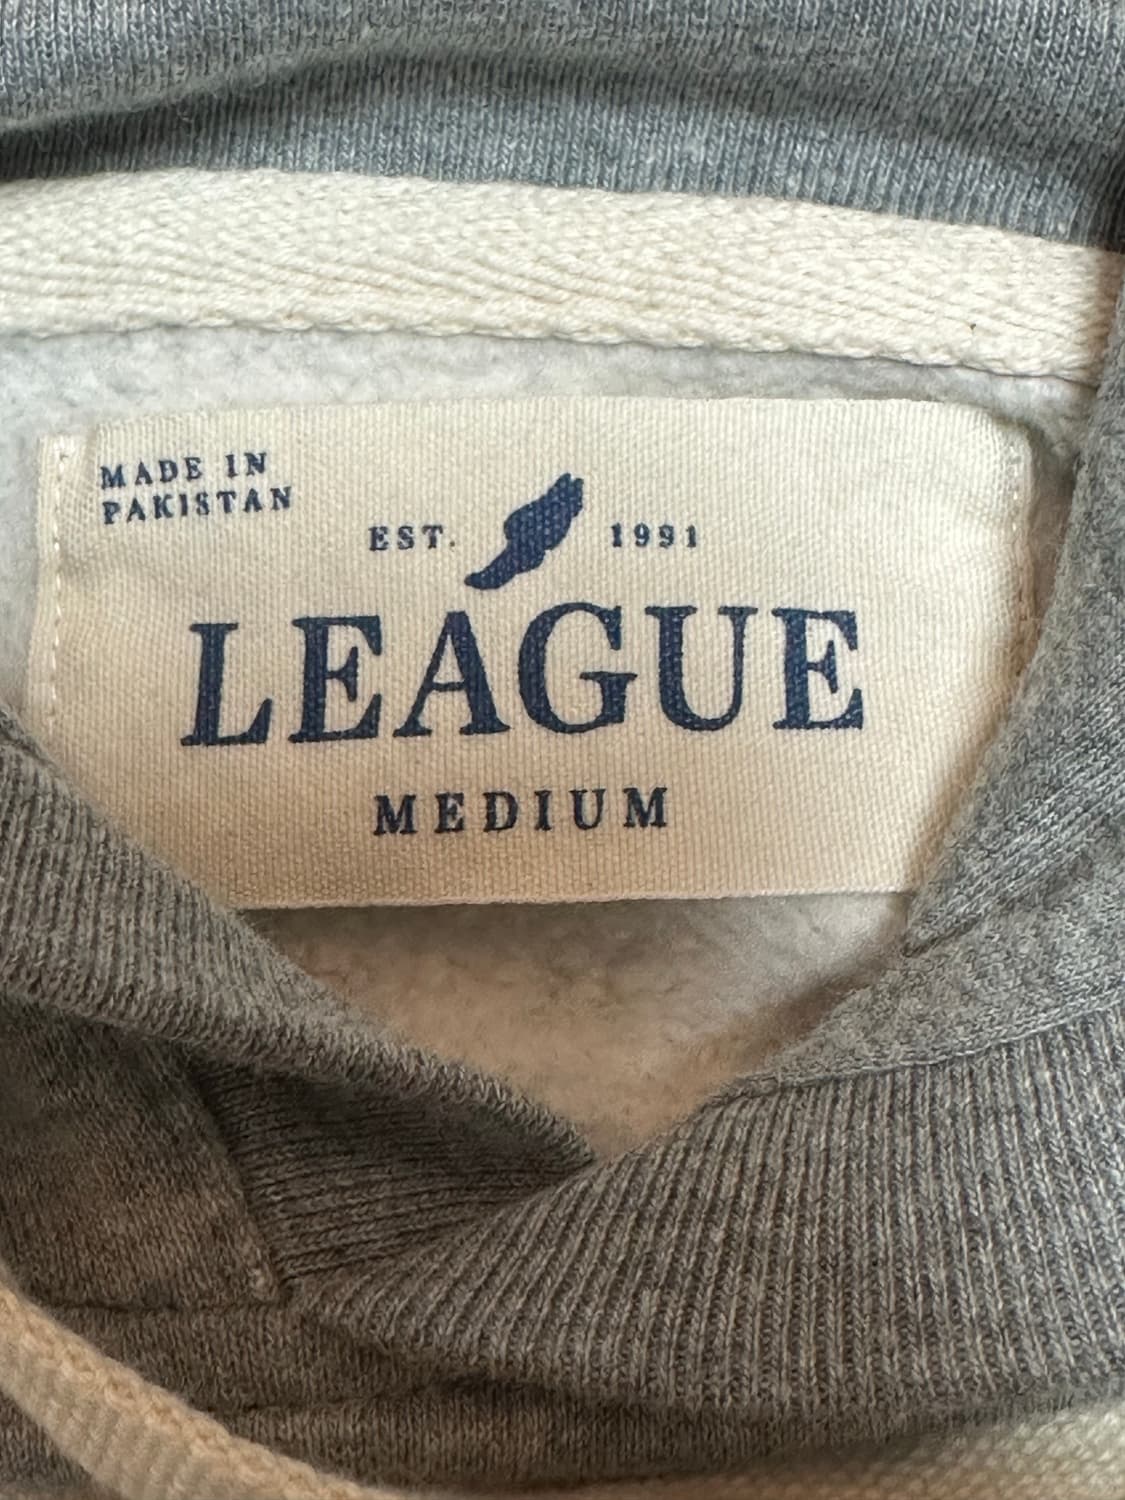 MADE IN
PAKISTAN
EST. 1991
LEAGUE
MEDIUM